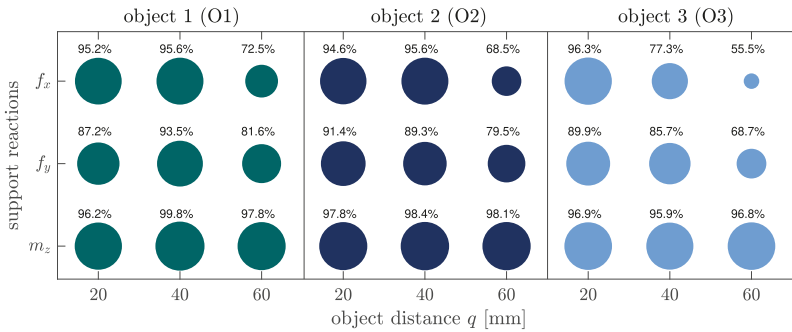 object 1 (O1) object 2 (O2) object 3 (O3)
95.2% 95.6% 72.5% 94.6% 95.6% 68.5% 96.3% 77.3% 55.5%
f_x
87.2% 93.5% 81.6% 91.4% 89.3% 79.5% 89.9% 85.7% 68.7%
f_y
support reactions
96.2% 99.8% 97.8% 97.8% 98.4% 98.1% 96.9% 95.9% 96.8%
m_z
20 40 60 20 40 60 20 40 60
object distance q [mm]